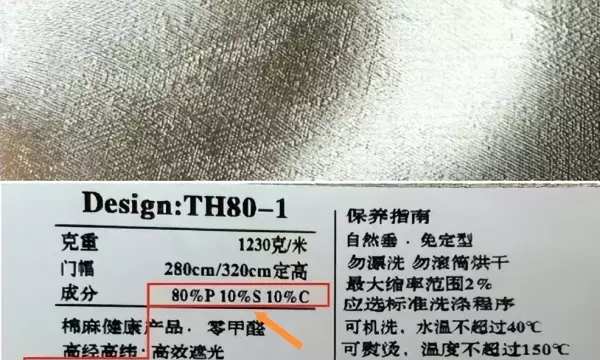 Design:TH80-1
克重 1230克/米
门幅 280cm/320cm定高
成分 80%P 10%S 10%C
棉麻健康产品·零甲醛
高经高纬·高效遮光
保养指南
自然垂·免定型
勿漂洗 勿滚筒烘干
最大缩率范围2%
应选标准洗涤程序
可机洗，水温不超过40℃
可熨烫，温度不超过150℃